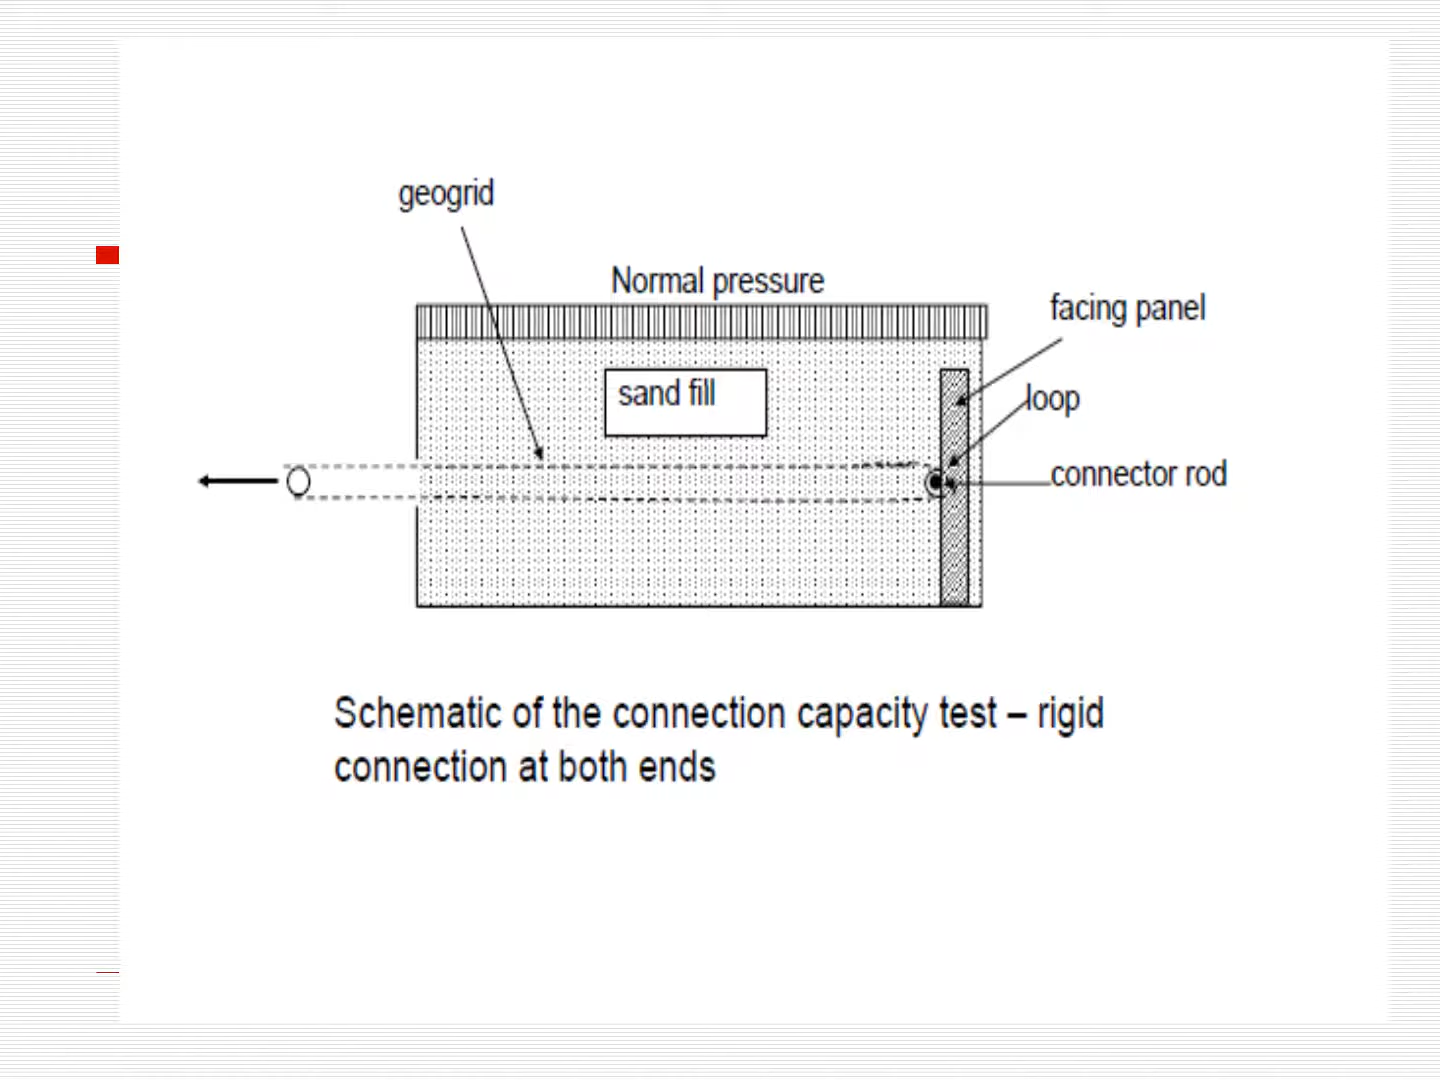 geogrid
Normal pressure
facing panel
sand fill
loop
connector rod
Schematic of the connection capacity test – rigid
connection at both ends